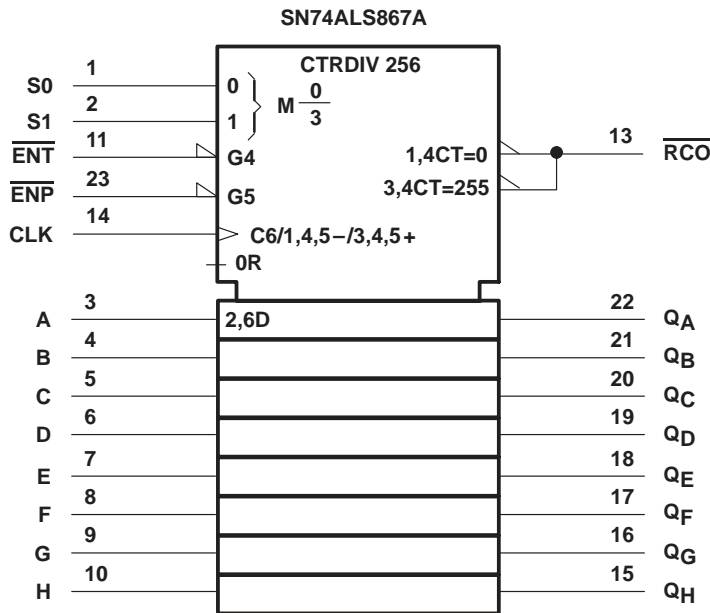 SN74ALS867A
CTRDIV 256
S0 1 0 M 0/3
S1 2 1
ENT 11 G4 1,4CT=0 13 RCO
ENP 23 G5 3,4CT=255
CLK 14 C6/1,4,5−/3,4,5+
0R
A 3 2,6D 22 QA
B 4 21 QB
C 5 20 QC
D 6 19 QD
E 7 18 QE
F 8 17 QF
G 9 16 QG
H 10 15 QH